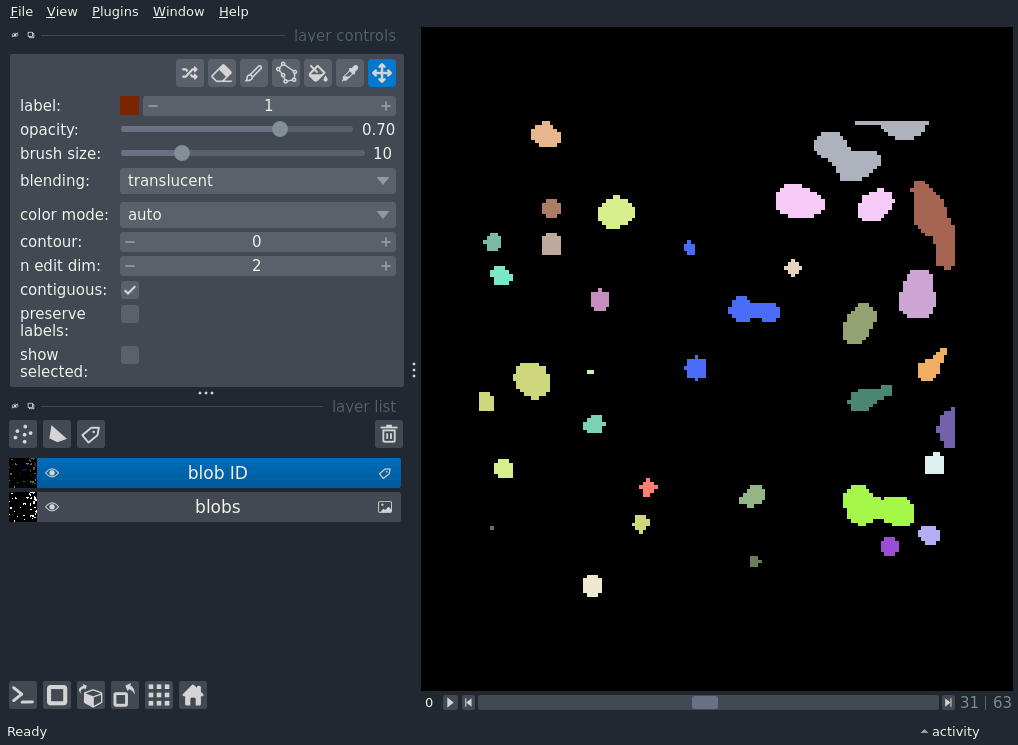 File View Plugins Window Help
layer controls
label: 1
opacity: 0.70
brush size: 10
blending: translucent
color mode: auto
contour: 0
n edit dim: 2
contiguous:
preserve
labels:
show
selected:
layer list
blob ID
blobs
0 31 | 63
Ready activity